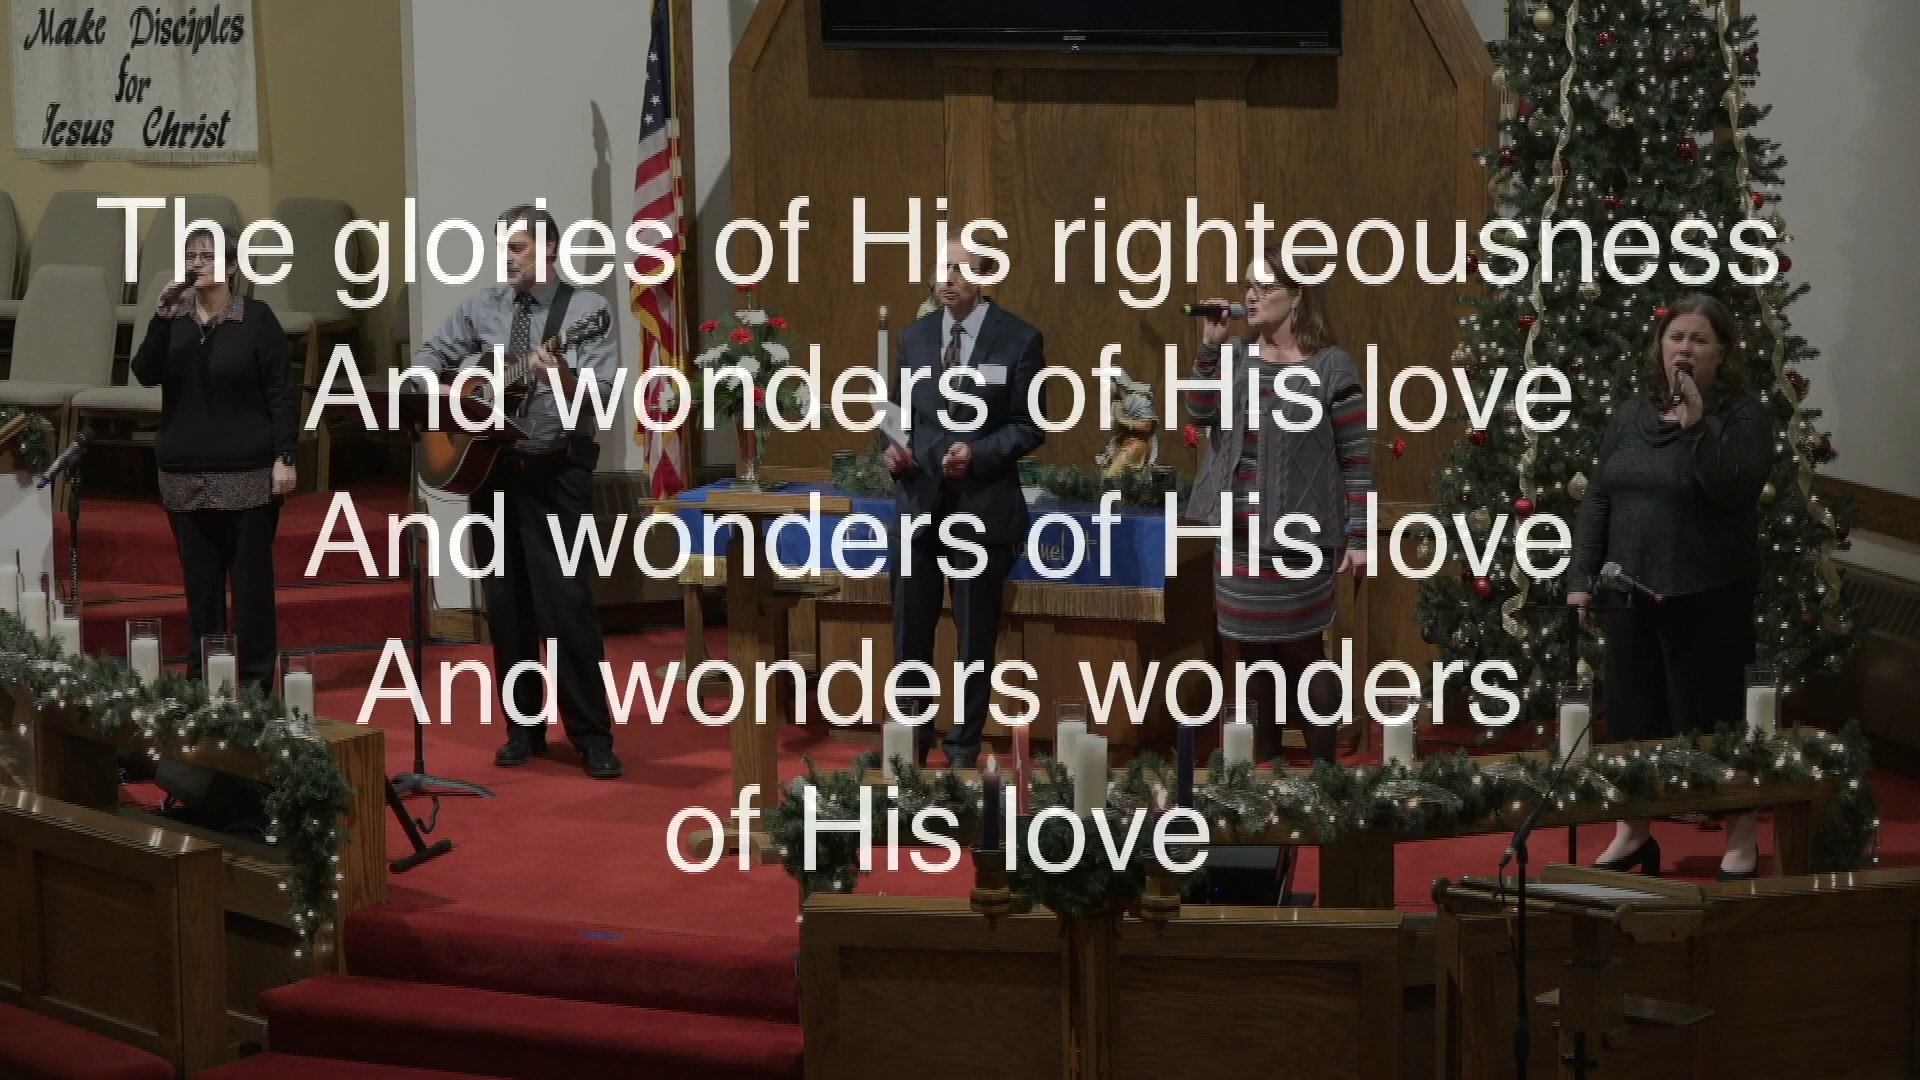 Make Disciples
for
Jesus Christ
The glories of His righteousness
And wonders of His love
And wonders of His love
And wonders wonders
of His love